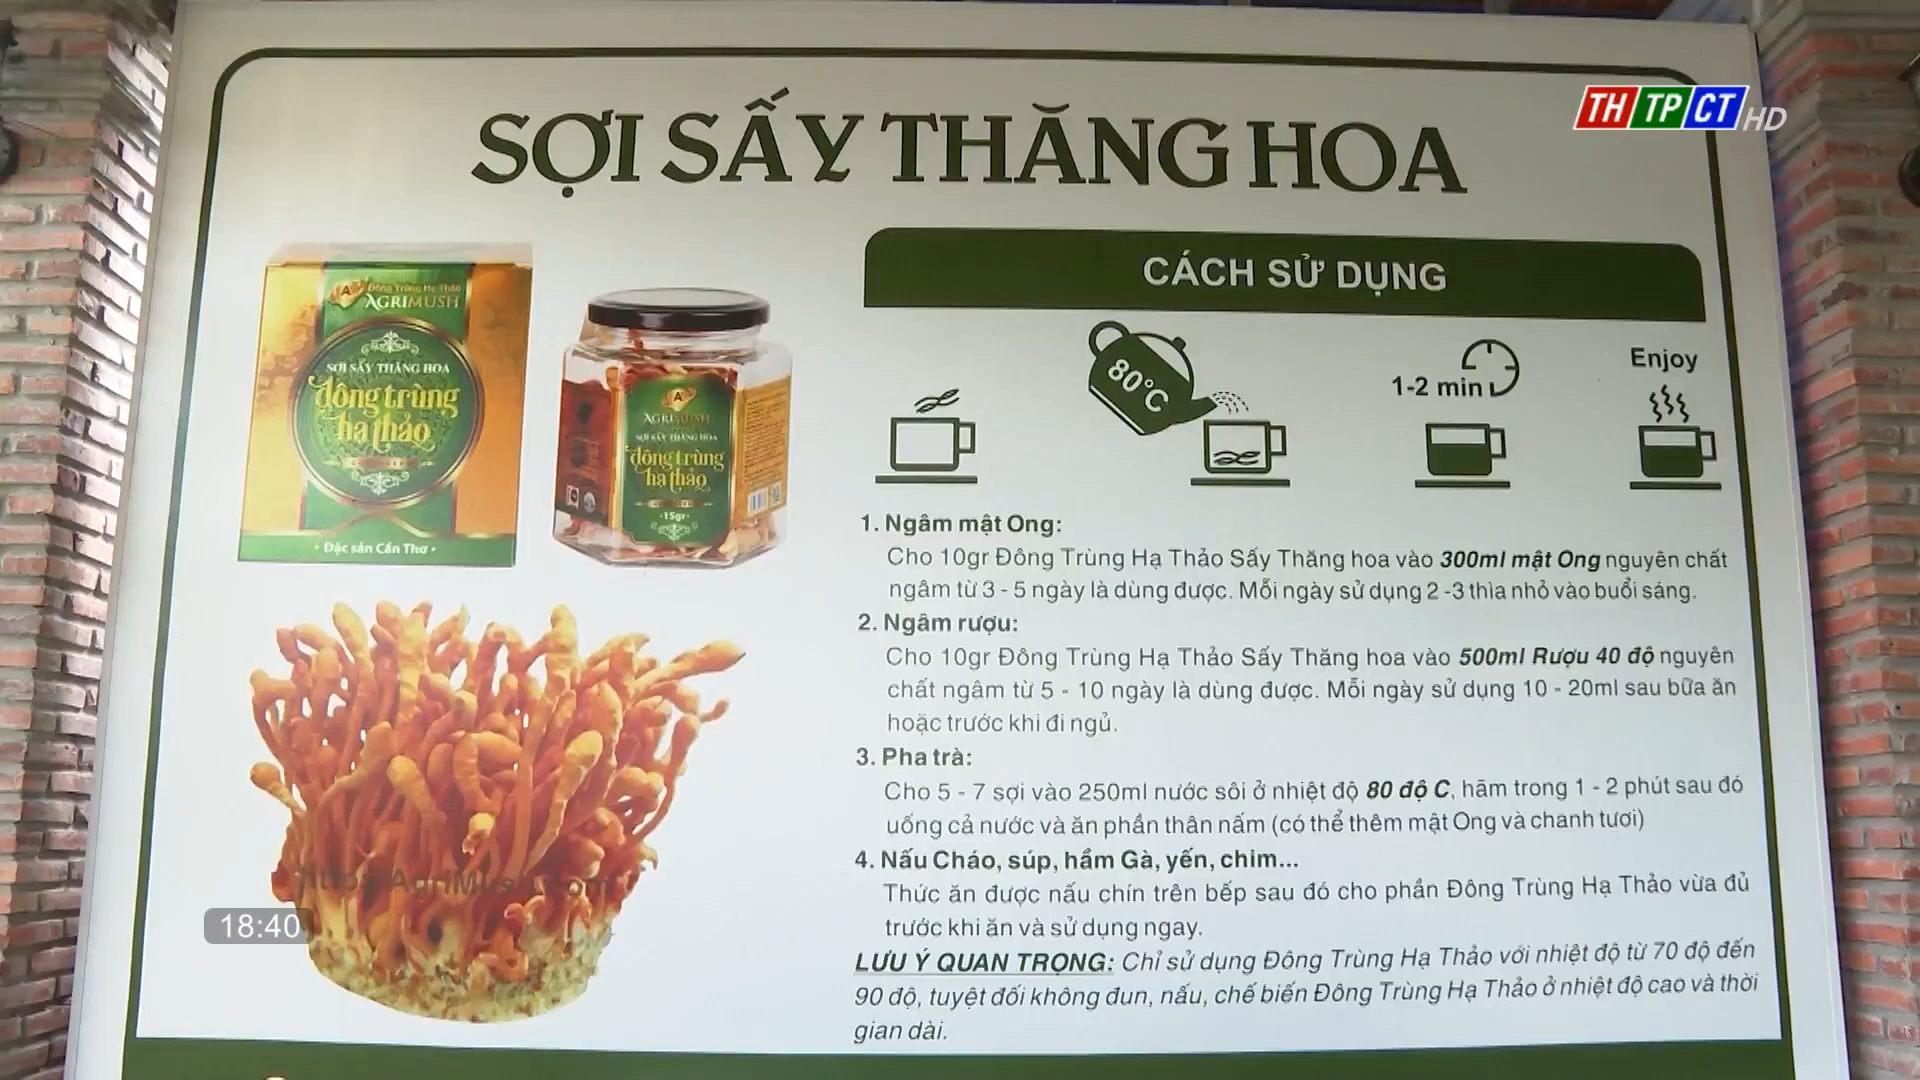 TH TP CT HD
SỢI SẤY THĂNG HOA
Đông Trùng Hạ Thảo
AGRIMUSH
SỢI SẤY THĂNG HOA
đông trùng
hạ thảo
• Đặc sản Cần Thơ •
AGRIMUSH
SỢI SẤY THĂNG HOA
đông trùng
hạ thảo
15gr
CÁCH SỬ DỤNG
80°C
1-2 min
Enjoy
1. Ngâm mật Ong:
Cho 10gr Đông Trùng Hạ Thảo Sấy Thăng hoa vào 300ml mật Ong nguyên chất
ngâm từ 3 - 5 ngày là dùng được. Mỗi ngày sử dụng 2 -3 thìa nhỏ vào buổi sáng.
2. Ngâm rượu:
Cho 10gr Đông Trùng Hạ Thảo Sấy Thăng hoa vào 500ml Rượu 40 độ nguyên
chất ngâm từ 5 - 10 ngày là dùng được. Mỗi ngày sử dụng 10 - 20ml sau bữa ăn
hoặc trước khi đi ngủ.
3. Pha trà:
Cho 5 - 7 sợi vào 250ml nước sôi ở nhiệt độ 80 độ C, hãm trong 1 - 2 phút sau đó
uống cả nước và ăn phần thân nấm (có thể thêm mật Ong và chanh tươi)
4. Nấu Cháo, súp, hầm Gà, yến, chim...
Thức ăn được nấu chín trên bếp sau đó cho phần Đông Trùng Hạ Thảo vừa đủ
trước khi ăn và sử dụng ngay.
LƯU Ý QUAN TRỌNG: Chỉ sử dụng Đông Trùng Hạ Thảo với nhiệt độ từ 70 độ đến
90 độ, tuyệt đối không đun, nấu, chế biến Đông Trùng Hạ Thảo ở nhiệt độ cao và thời
gian dài.
18:40